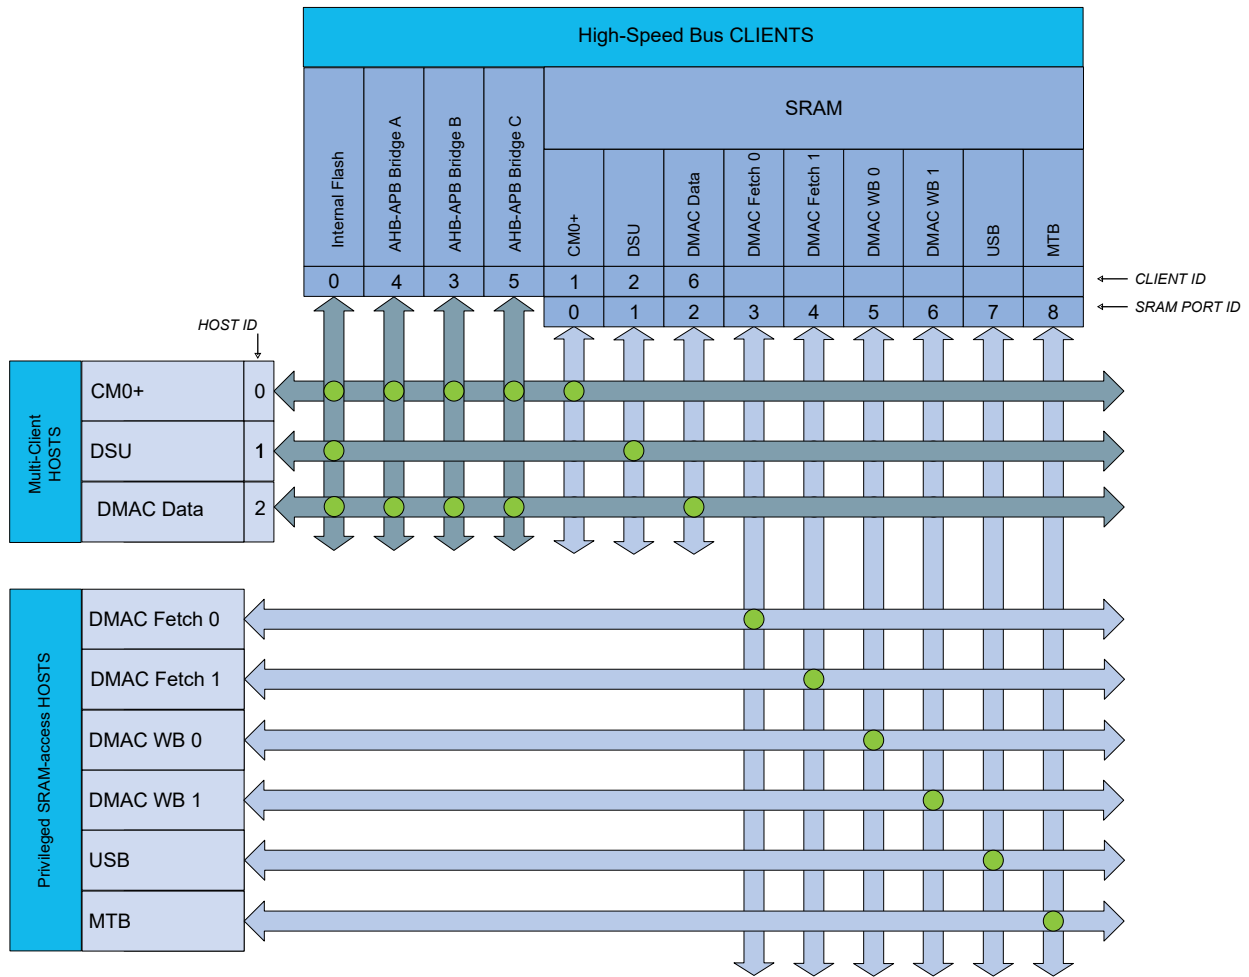 High-Speed Bus CLIENTS
SRAM
Internal Flash
AHB-APB Bridge A
AHB-APB Bridge B
AHB-APB Bridge C
CM0+
DSU
DMAC Data
DMAC Fetch 0
DMAC Fetch 1
DMAC WB 0
DMAC WB 1
USB
MTB
0 4 3 5 1 2 6 CLIENT ID
0 1 2 3 4 5 6 7 8 SRAM PORT ID
HOST ID
Multi-Client
HOSTS
CM0+ 0
DSU 1
DMAC Data 2
Privileged SRAM-access HOSTS
DMAC Fetch 0
DMAC Fetch 1
DMAC WB 0
DMAC WB 1
USB
MTB